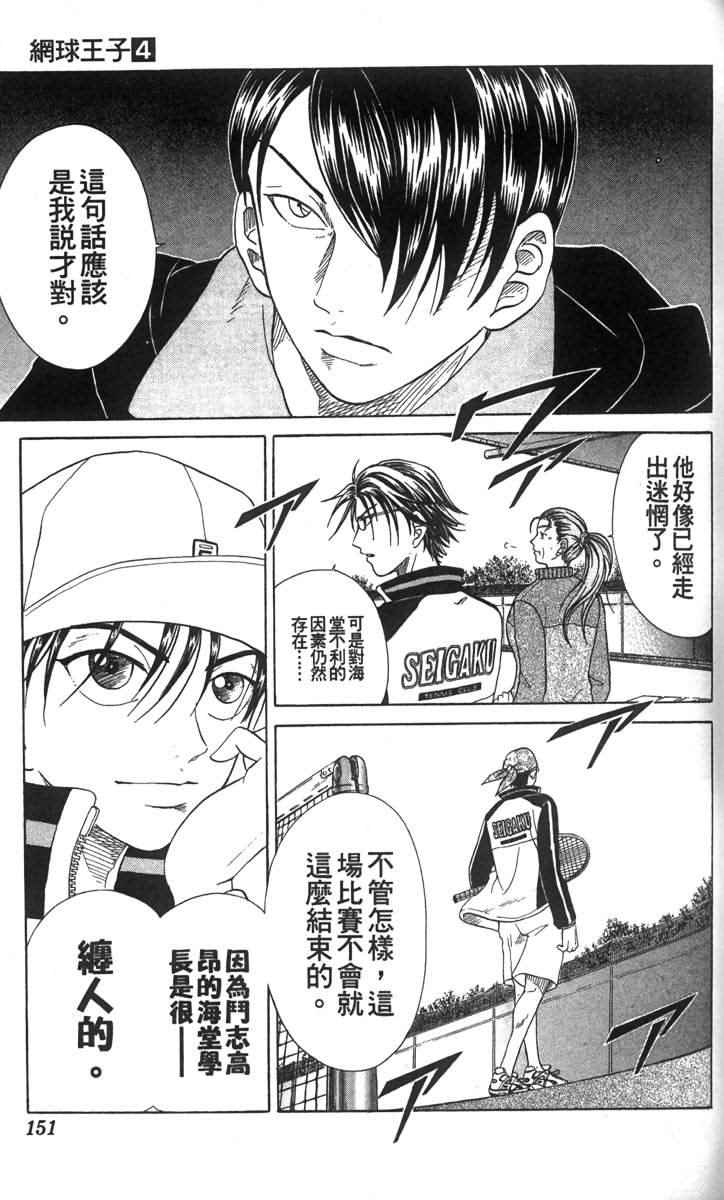 網球王子4
這句話應該
是我説才對。
他好像已經走
出迷惘了。
可是對海
堂不利的
因素仍然
存在……
SEIGAKU
TENNIS CLUB
SEIGAKU
不管怎樣，這
場比賽不會就
這麼結束的。
因為鬥志高
昂的海堂學
長是很——
纏人的。
151